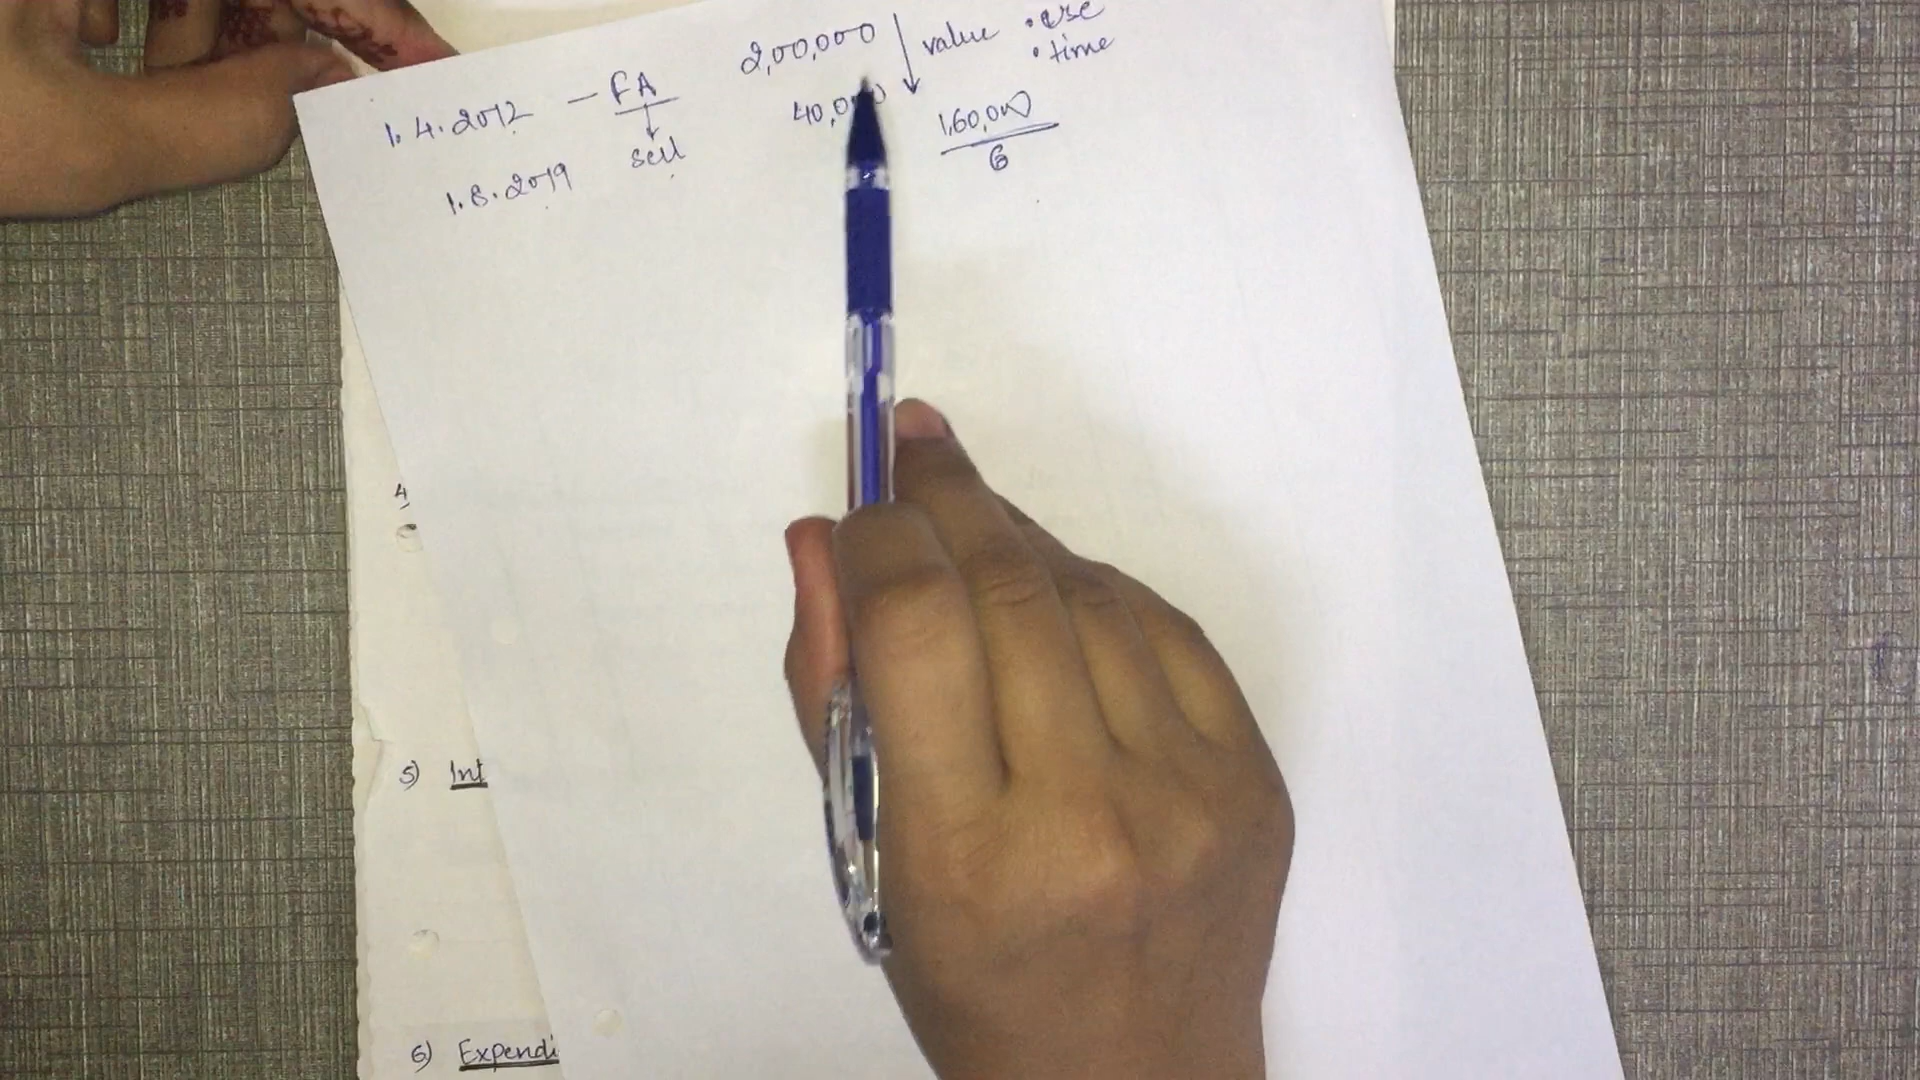 1.4.2012 — FA 2,00,000 value • use
• time
sell 40,000 1,60,000
6
1.8.2019
4
5) Int
6) Expendi